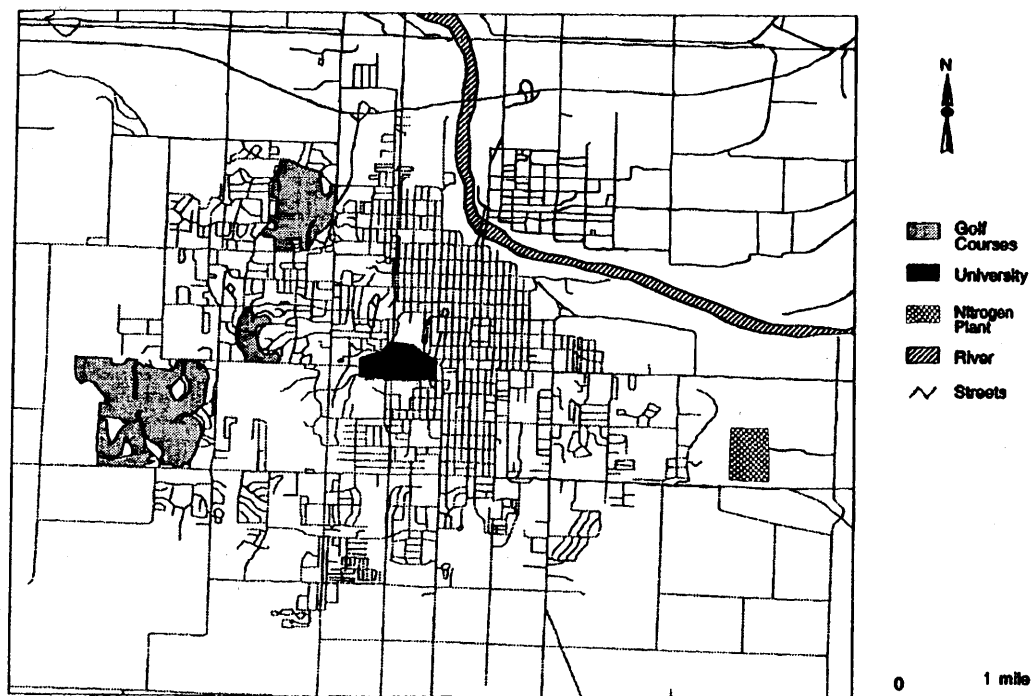 N
Golf
Courses
University
Nitrogen
Plant
River
Streets
0 1 mile